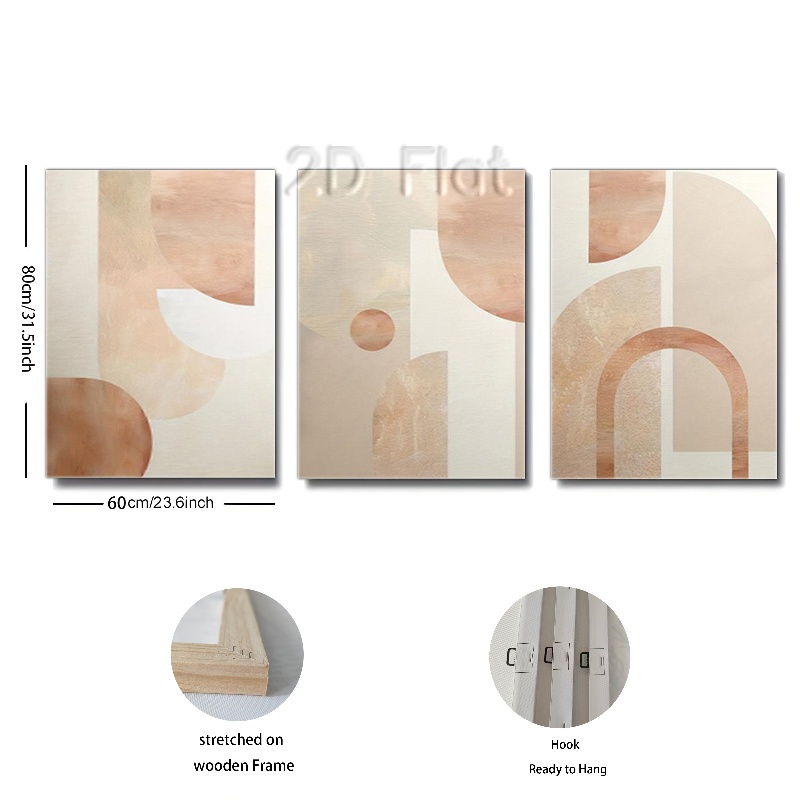 2D Flat
80cm/31.5inch
60cm/23.6inch
stretched on
wooden Frame
Hook
Ready to Hang